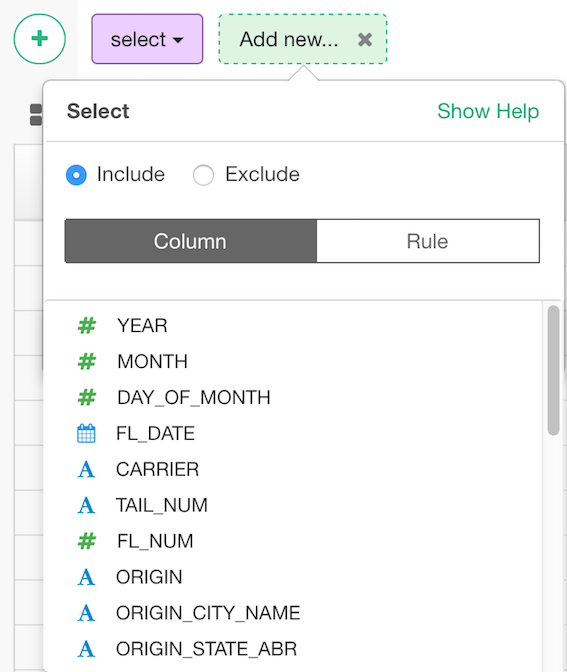 select Add new...
Select Show Help
Include Exclude
Column Rule
YEAR
MONTH
DAY_OF_MONTH
FL_DATE
CARRIER
TAIL_NUM
FL_NUM
ORIGIN
ORIGIN_CITY_NAME
ORIGIN_STATE_ABR